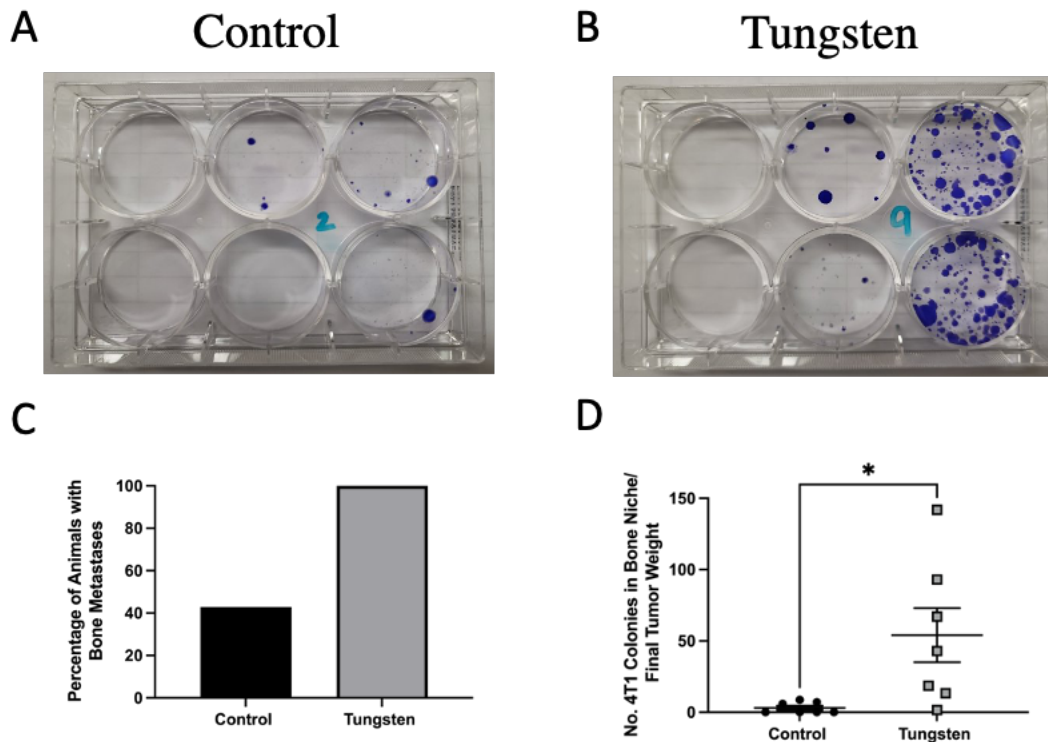 A
Control
B
Tungsten
2
9
C
Percentage of Animals with
Bone Metastases
100
80
60
40
20
0
Control
Tungsten
D
No. 4T1 Colonies in Bone Niche/
Final Tumor Weight
150
100
50
0
*
Control
Tungsten